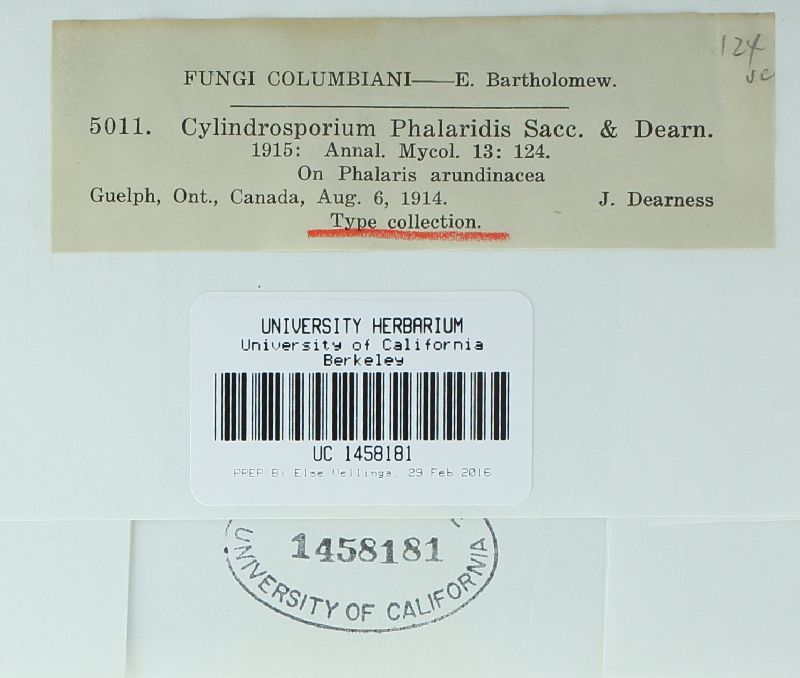 124
sc
FUNGI COLUMBIANI——E. Bartholomew.
5011. Cylindrosporium Phalaridis Sacc. & Dearn.
1915: Annal. Mycol. 13: 124.
On Phalaris arundinacea
Guelph, Ont., Canada, Aug. 6, 1914. J. Dearness
Type collection.
UNIVERSITY HERBARIUM
University of California
Berkeley
UC 1458181
PREP BY Else Vellinga, 29 Feb 2016
1458181
UNIVERSITY OF CALIFORNIA